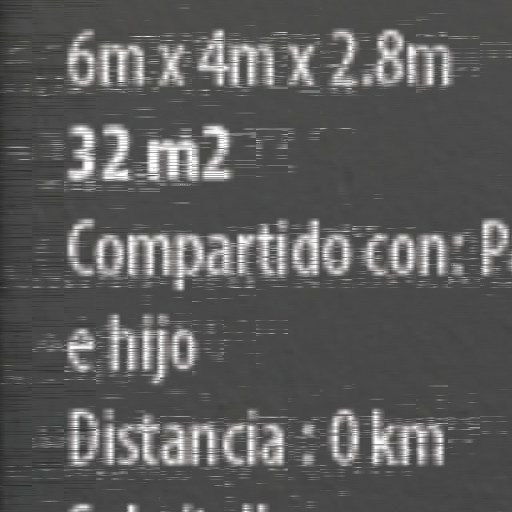 6m x 4m x 2.8m
32 m2
Compartido con:
e hijo
Distancia : 0 km